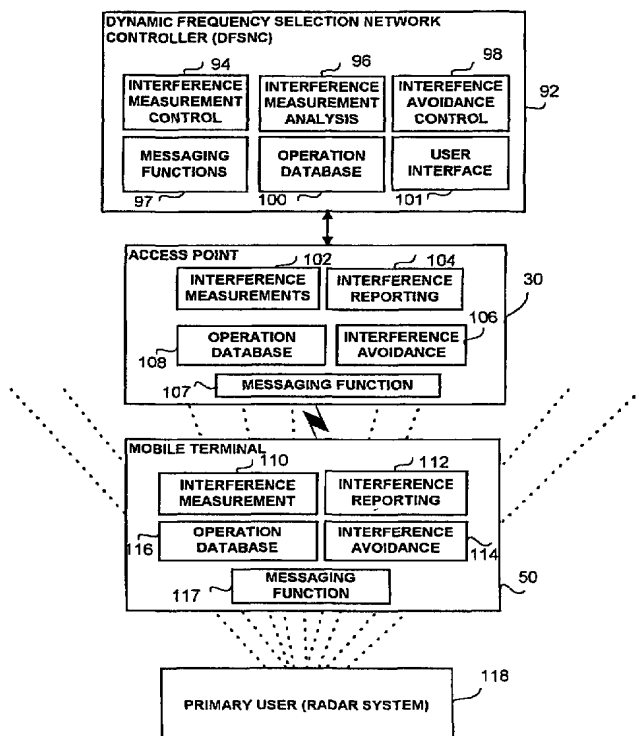 DYNAMIC FREQUENCY SELECTION NETWORK
CONTROLLER (DFSNC)
94
96
98
92
INTERFERENCE
MEASUREMENT
CONTROL
INTERFERENCE
MEASUREMENT
ANALYSIS
INTEREFENCE
AVOIDANCE
CONTROL
MESSAGING
FUNCTIONS
OPERATION
DATABASE
USER
INTERFACE
97
100
101
ACCESS POINT
102
104
30
INTERFERENCE
MEASUREMENTS
INTERFERENCE
REPORTING
106
OPERATION
DATABASE
INTERFERENCE
AVOIDANCE
108
107
MESSAGING FUNCTION
MOBILE TERMINAL
110
112
INTERFERENCE
MEASUREMENT
INTERFERENCE
REPORTING
OPERATION
DATABASE
INTERFERENCE
AVOIDANCE
116
114
MESSAGING
FUNCTION
117
50
118
PRIMARY USER (RADAR SYSTEM)